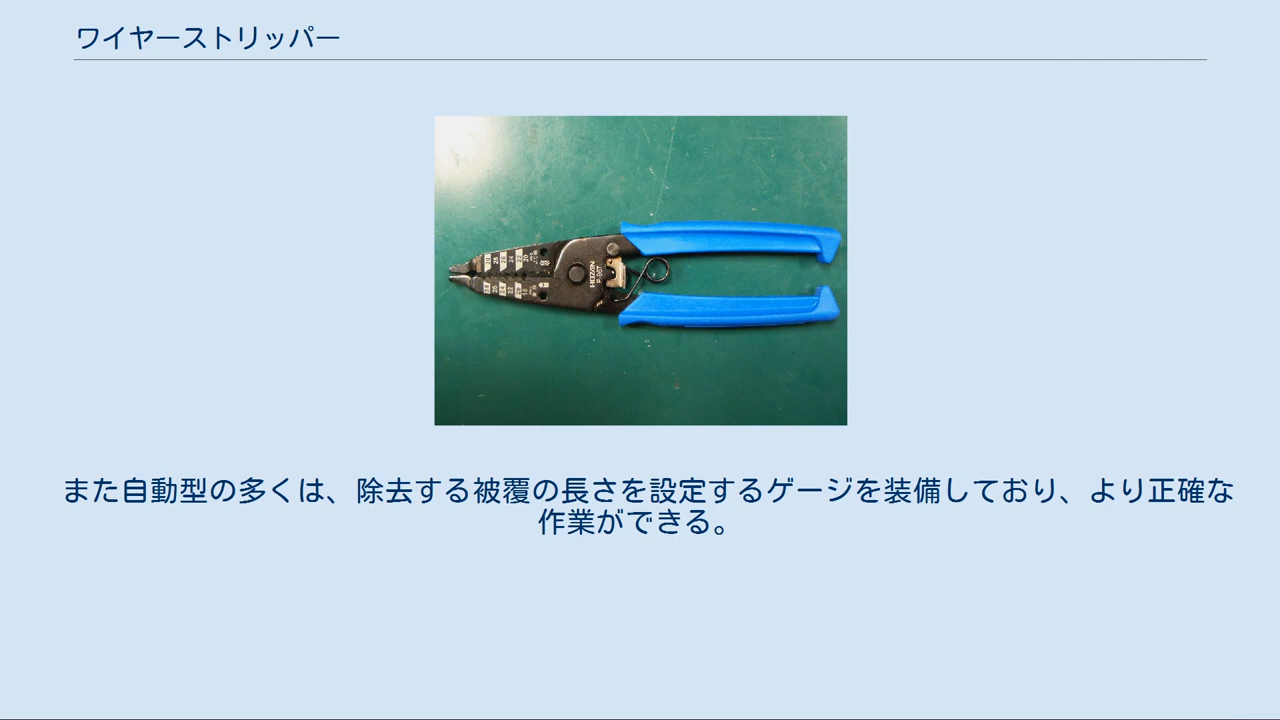 ワイヤーストリッパー
HOZAN
また自動型の多くは、除去する被覆の長さを設定するゲージを装備しており、より正確な
作業ができる。